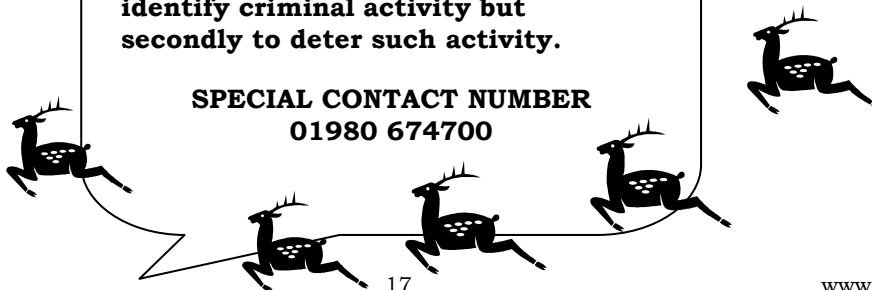 identify criminal activity but
secondly to deter such activity.
SPECIAL CONTACT NUMBER
01980 674700
17
www